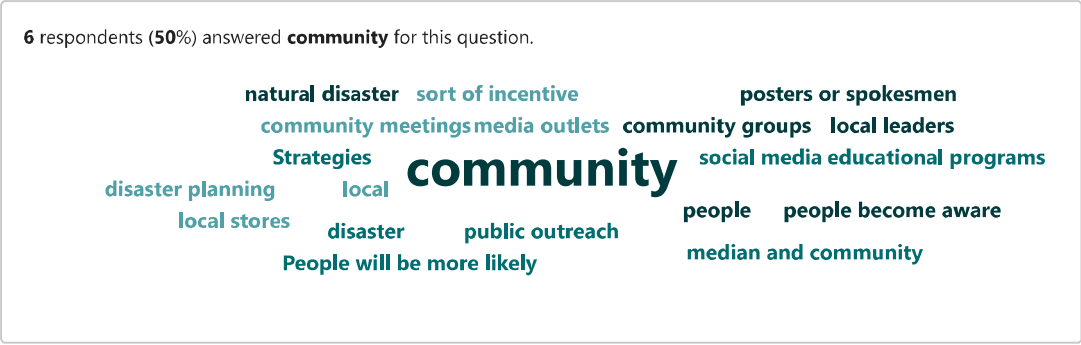 6 respondents (50%) answered community for this question.
natural disaster sort of incentive posters or spokesmen
community meetings media outlets community groups local leaders
Strategies community social media educational programs
disaster planning local
local stores people people become aware
disaster public outreach
People will be more likely median and community